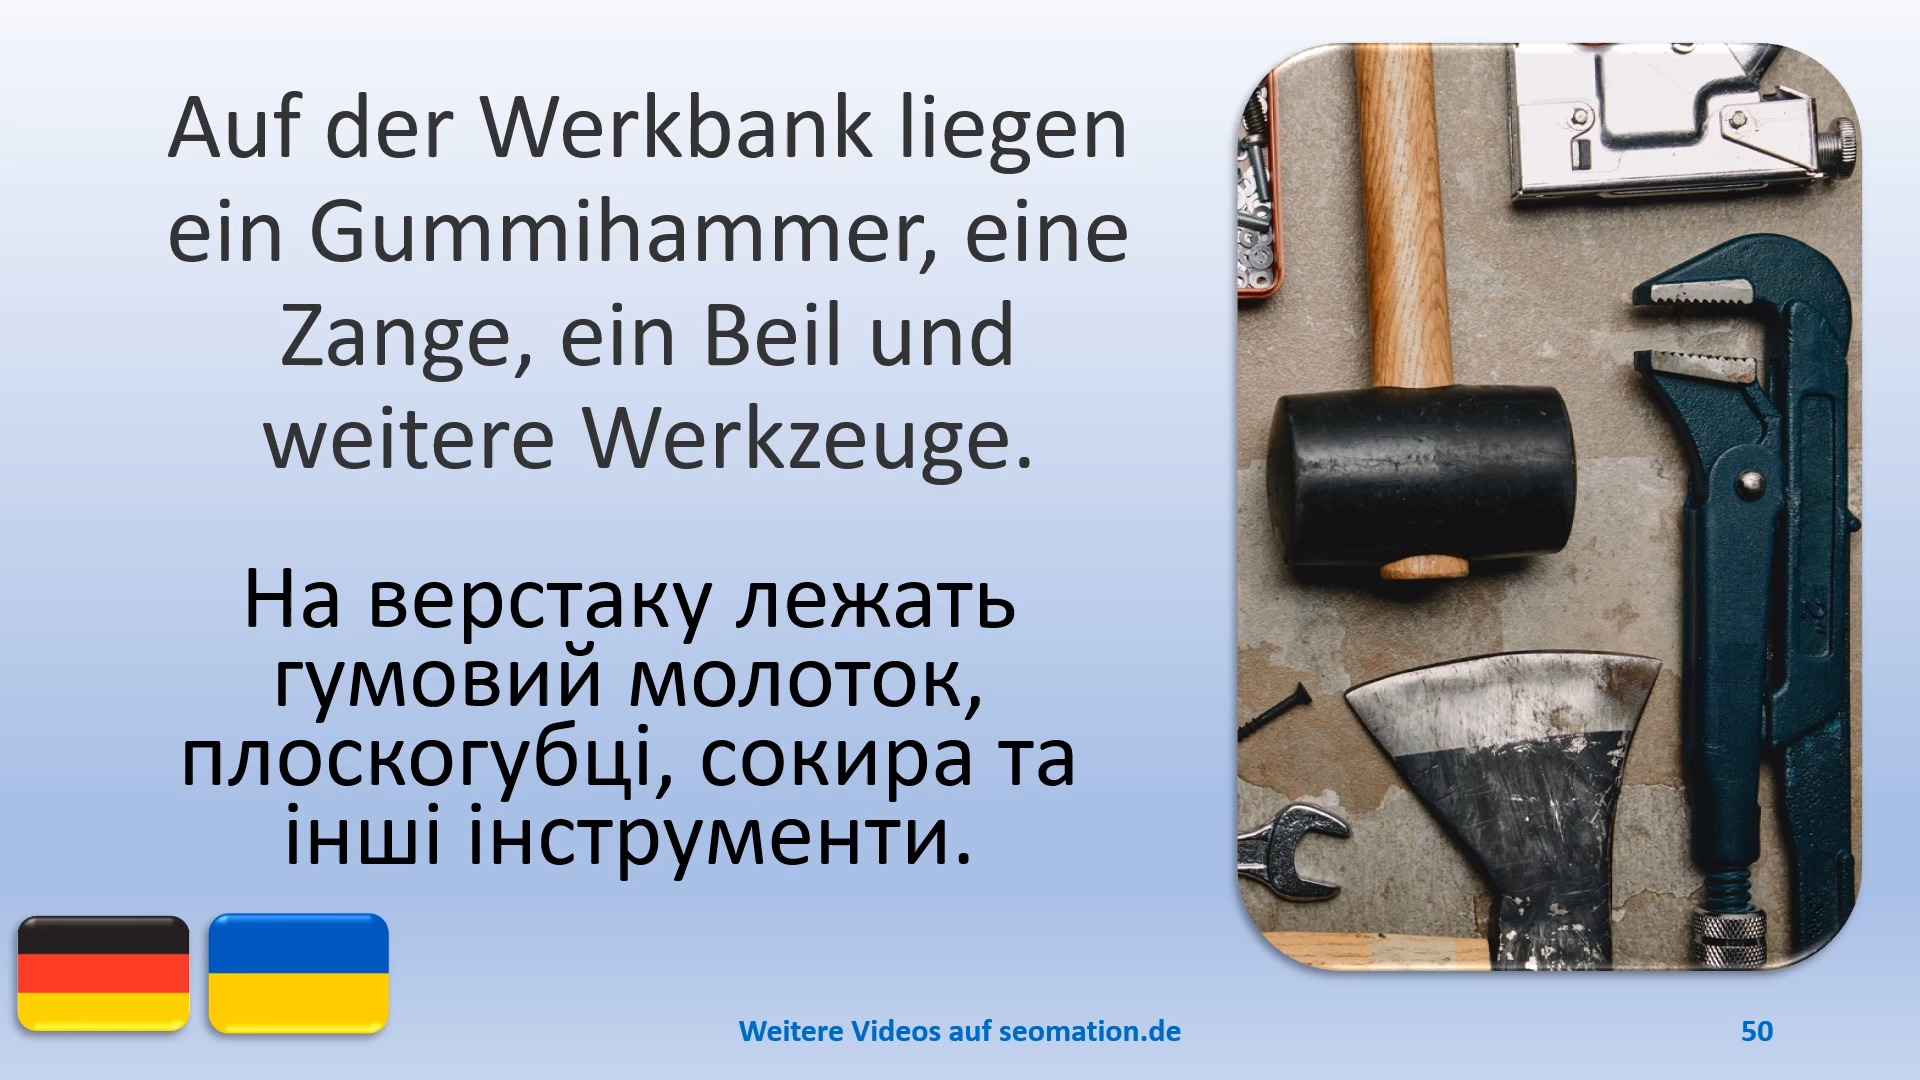 Auf der Werkbank liegen
ein Gummihammer, eine
Zange, ein Beil und
weitere Werkzeuge.
На верстаку лежать
гумовий молоток,
плоскогубці, сокира та
інші інструменти.
Weitere Videos auf seomation.de
50